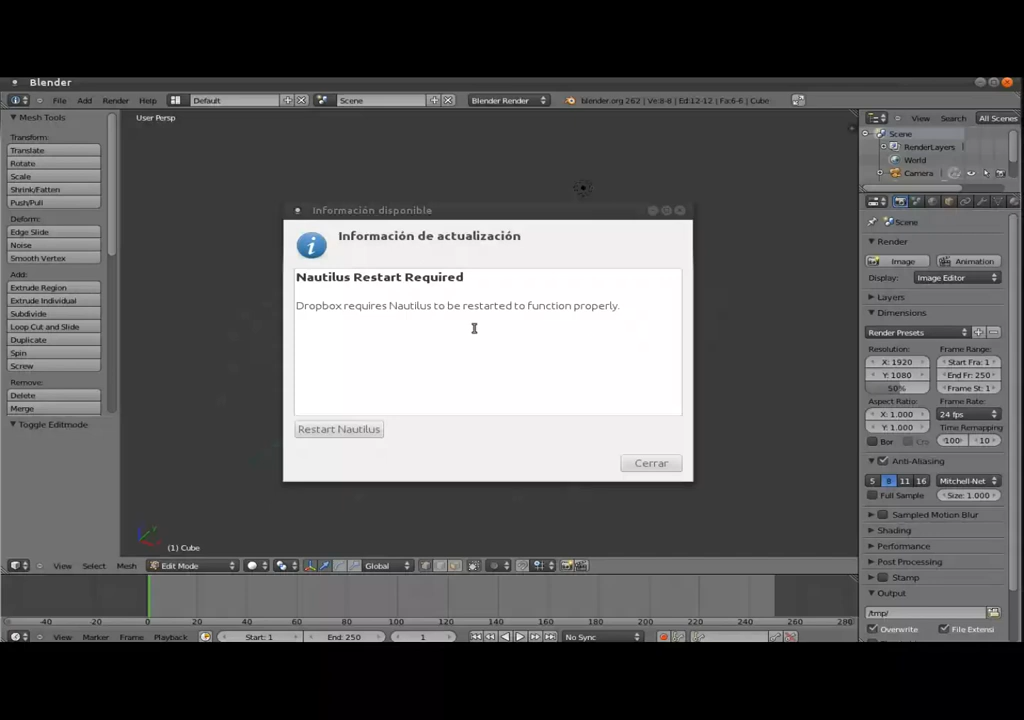 Blender
File Add Render Help Default Scene Blender Render blender.org 262 | Ve:8-8 | Ed:12-12 | Fa:6-6 | Cube
Mesh Tools
User Persp
View Search All Scenes
Transform:
Translate
Rotate
Scale
Shrink/Fatten
Push/Pull
Deform:
Edge Slide
Noise
Smooth Vertex
Add:
Extrude Region
Extrude Individual
Subdivide
Loop Cut and Slide
Duplicate
Spin
Screw
Remove:
Delete
Merge
Toggle Editmode
Información disponible
Información de actualización
Nautilus Restart Required
Dropbox requires Nautilus to be restarted to function properly.
Restart Nautilus
Cerrar
Scene
RenderLayers
World
Camera
Scene
Render
Image Animation
Display: Image Editor
Layers
Dimensions
Render Presets
Resolution: Frame Range:
X: 1920 Start Fra: 1
Y: 1080 End Fr: 250
50% Frame St: 1
Aspect Ratio: Frame Rate:
X: 1.000 24 fps
Y: 1.000 Time Remapping
Bor Cro 100 10
Anti-Aliasing
5 8 11 16 Mitchell-Net
Full Sample Size: 1.000
Sampled Motion Blur
Shading
Performance
Post Processing
Stamp
Output
/tmp/
Overwrite File Extensi
(1) Cube
View Select Mesh Edit Mode Global
-40 -20 0 20 40 60 80 100 120 140 160 180 200 220 240 260 280
View Marker Frame Playback Start: 1 End: 250 1 No Sync